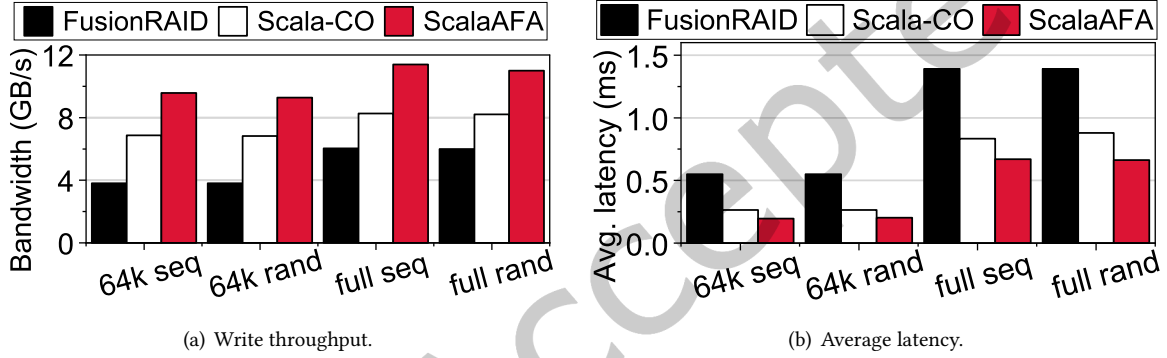 FusionRAID Scala-CO ScalaAFA
Bandwidth (GB/s)
12
8
4
0
64k seq 64k rand full seq full rand
(a) Write throughput.
FusionRAID Scala-CO ScalaAFA
Avg. latency (ms)
1.5
1.0
0.5
0.0
64k seq 64k rand full seq full rand
(b) Average latency.
Accepte